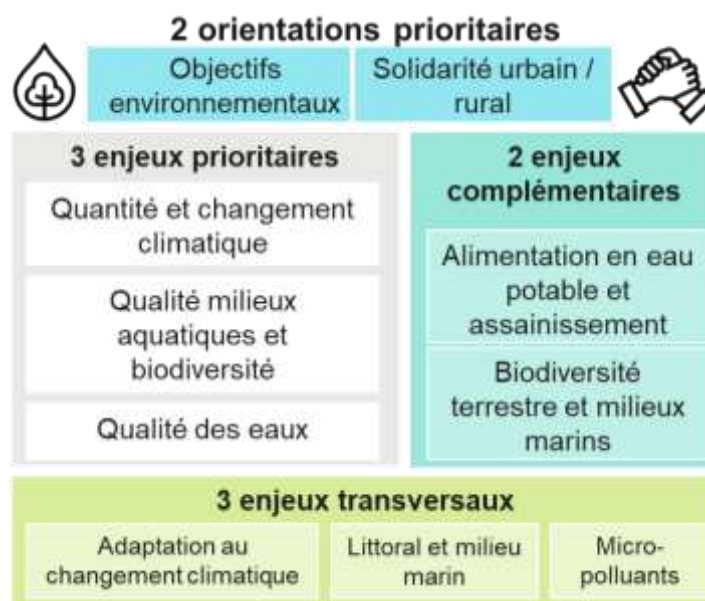 2 orientations prioritaires
Objectifs
environnementaux
Solidarité urbain /
rural
3 enjeux prioritaires
Quantité et changement
climatique
Qualité milieux
aquatiques et
biodiversité
Qualité des eaux
2 enjeux
complémentaires
Alimentation en eau
potable et
assainissement
Biodiversité
terrestre et milieux
marins
3 enjeux transversaux
Adaptation au
changement climatique
Littoral et milieu
marin
Micro-
polluants